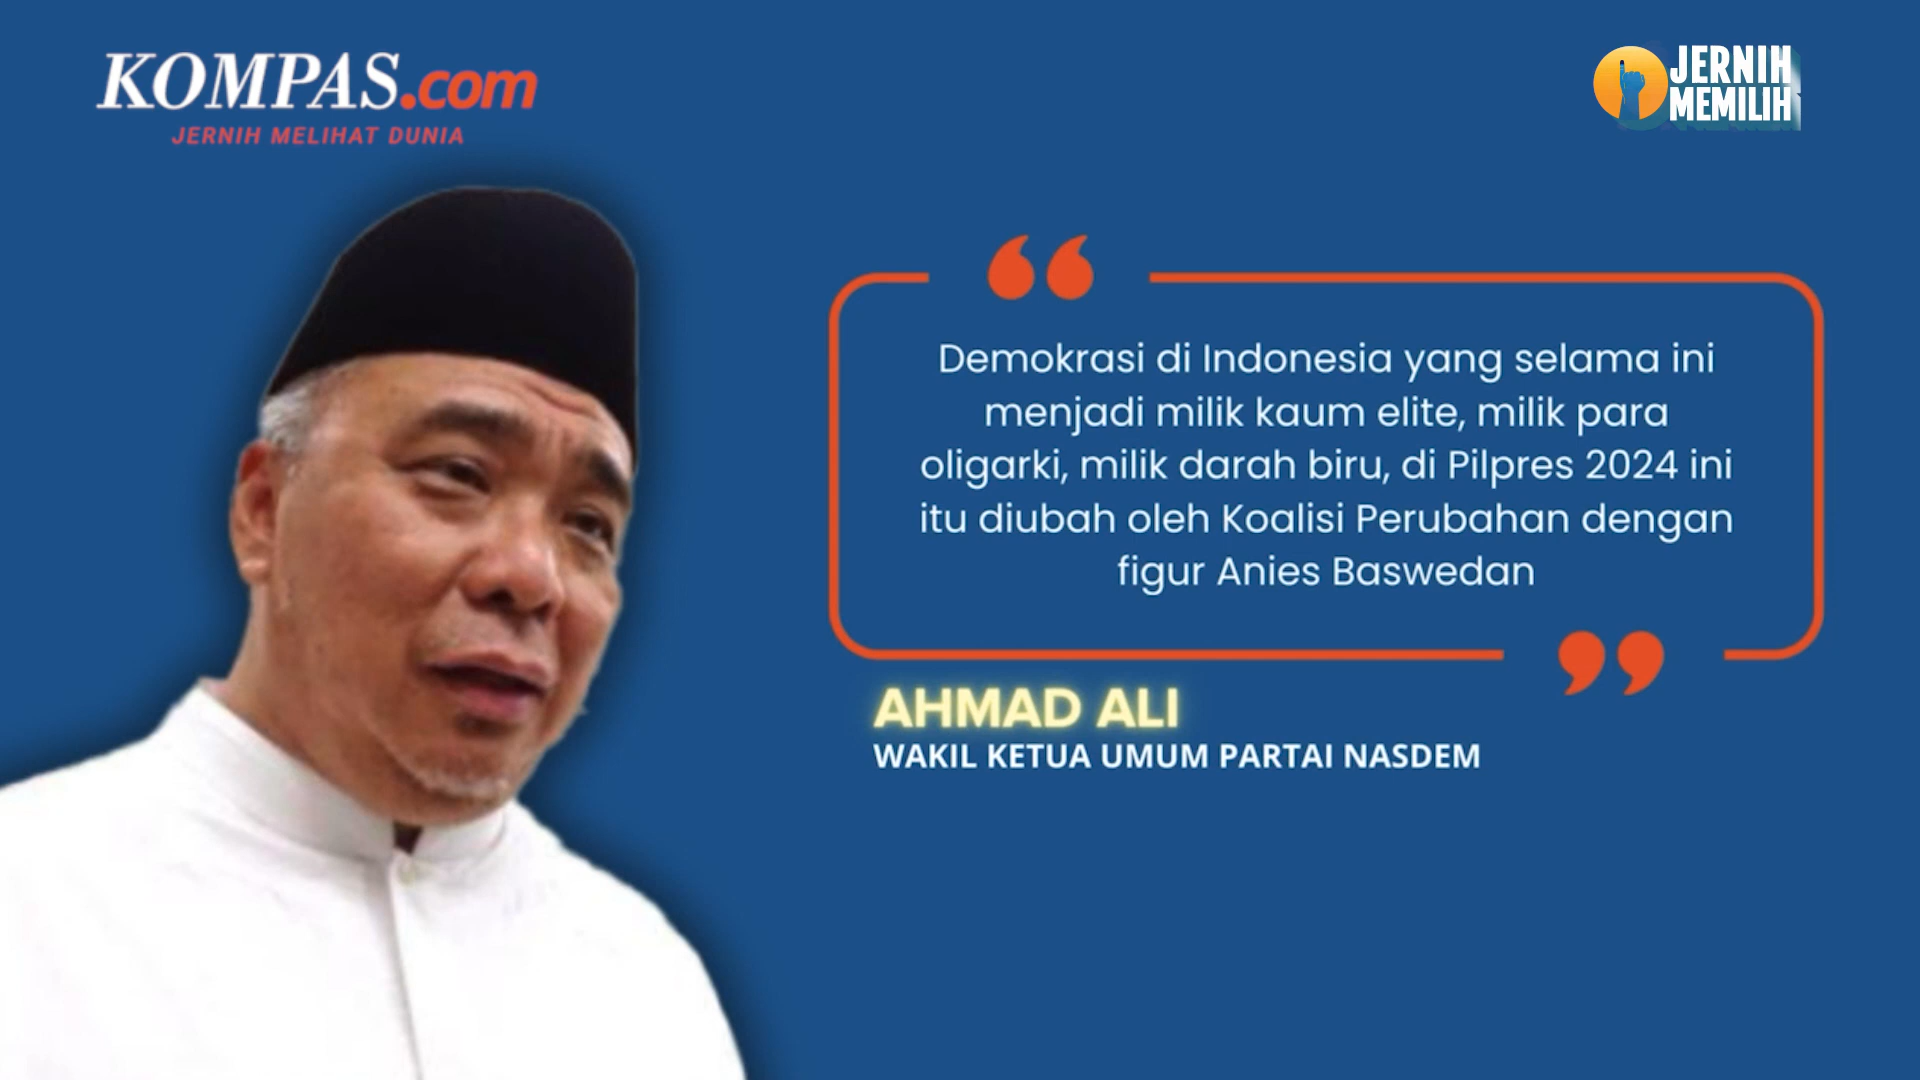 KOMPAS.com
JERNIH MELIHAT DUNIA
JERNIH
MEMILIH
Demokrasi di Indonesia yang selama ini
menjadi milik kaum elite, milik para
oligarki, milik darah biru, di Pilpres 2024 ini
itu diubah oleh Koalisi Perubahan dengan
figur Anies Baswedan
AHMAD ALI
WAKIL KETUA UMUM PARTAI NASDEM